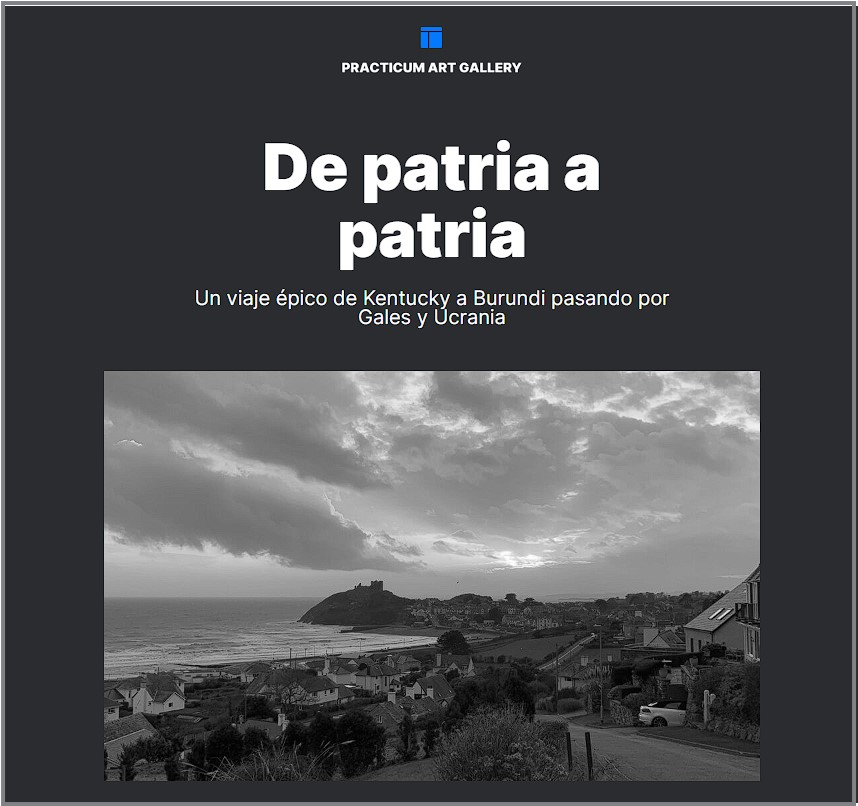 PRACTICUM ART GALLERY
De patria a
patria
Un viaje épico de Kentucky a Burundi pasando por
Gales y Ucrania